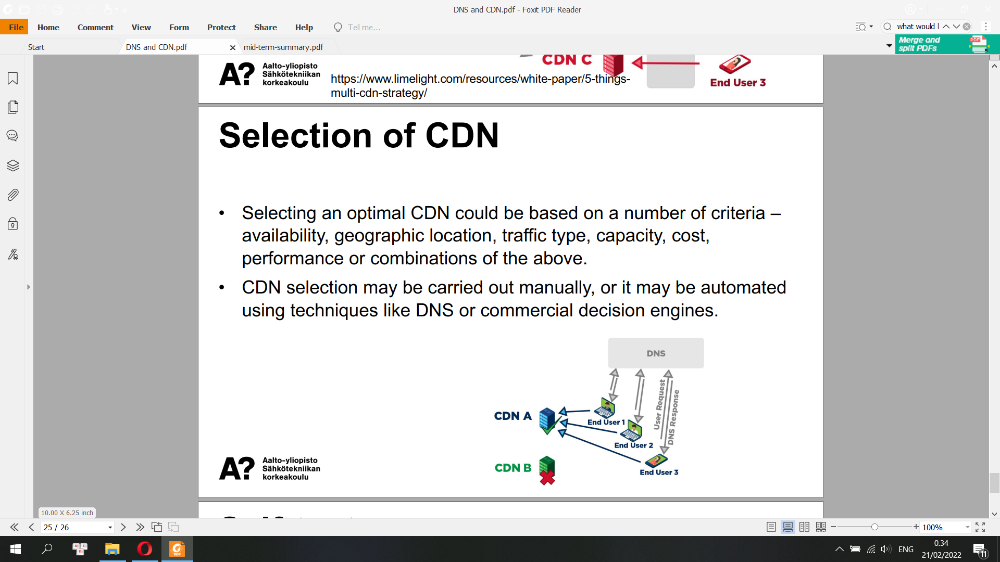 DNS and CDN.pdf - Foxit PDF Reader
File Home Comment View Form Protect Share Help Tell me...
what would l
Start DNS and CDN.pdf mid-term-summary.pdf
Merge and
split PDFs
PDF
CDN C
A? Aalto-yliopisto
Sähkötekniikan
korkeakoulu
https://www.limelight.com/resources/white-paper/5-things-
multi-cdn-strategy/
End User 3
Selection of CDN
• Selecting an optimal CDN could be based on a number of criteria –
availability, geographic location, traffic type, capacity, cost,
performance or combinations of the above.
• CDN selection may be carried out manually, or it may be automated
using techniques like DNS or commercial decision engines.
DNS
User Request
DNS Response
CDN A
End User 1
End User 2
End User 3
CDN B
A? Aalto-yliopisto
Sähkötekniikan
korkeakoulu
10.00 X 6.25 inch
25 / 26
100%
ENG
0.34
21/02/2022
11